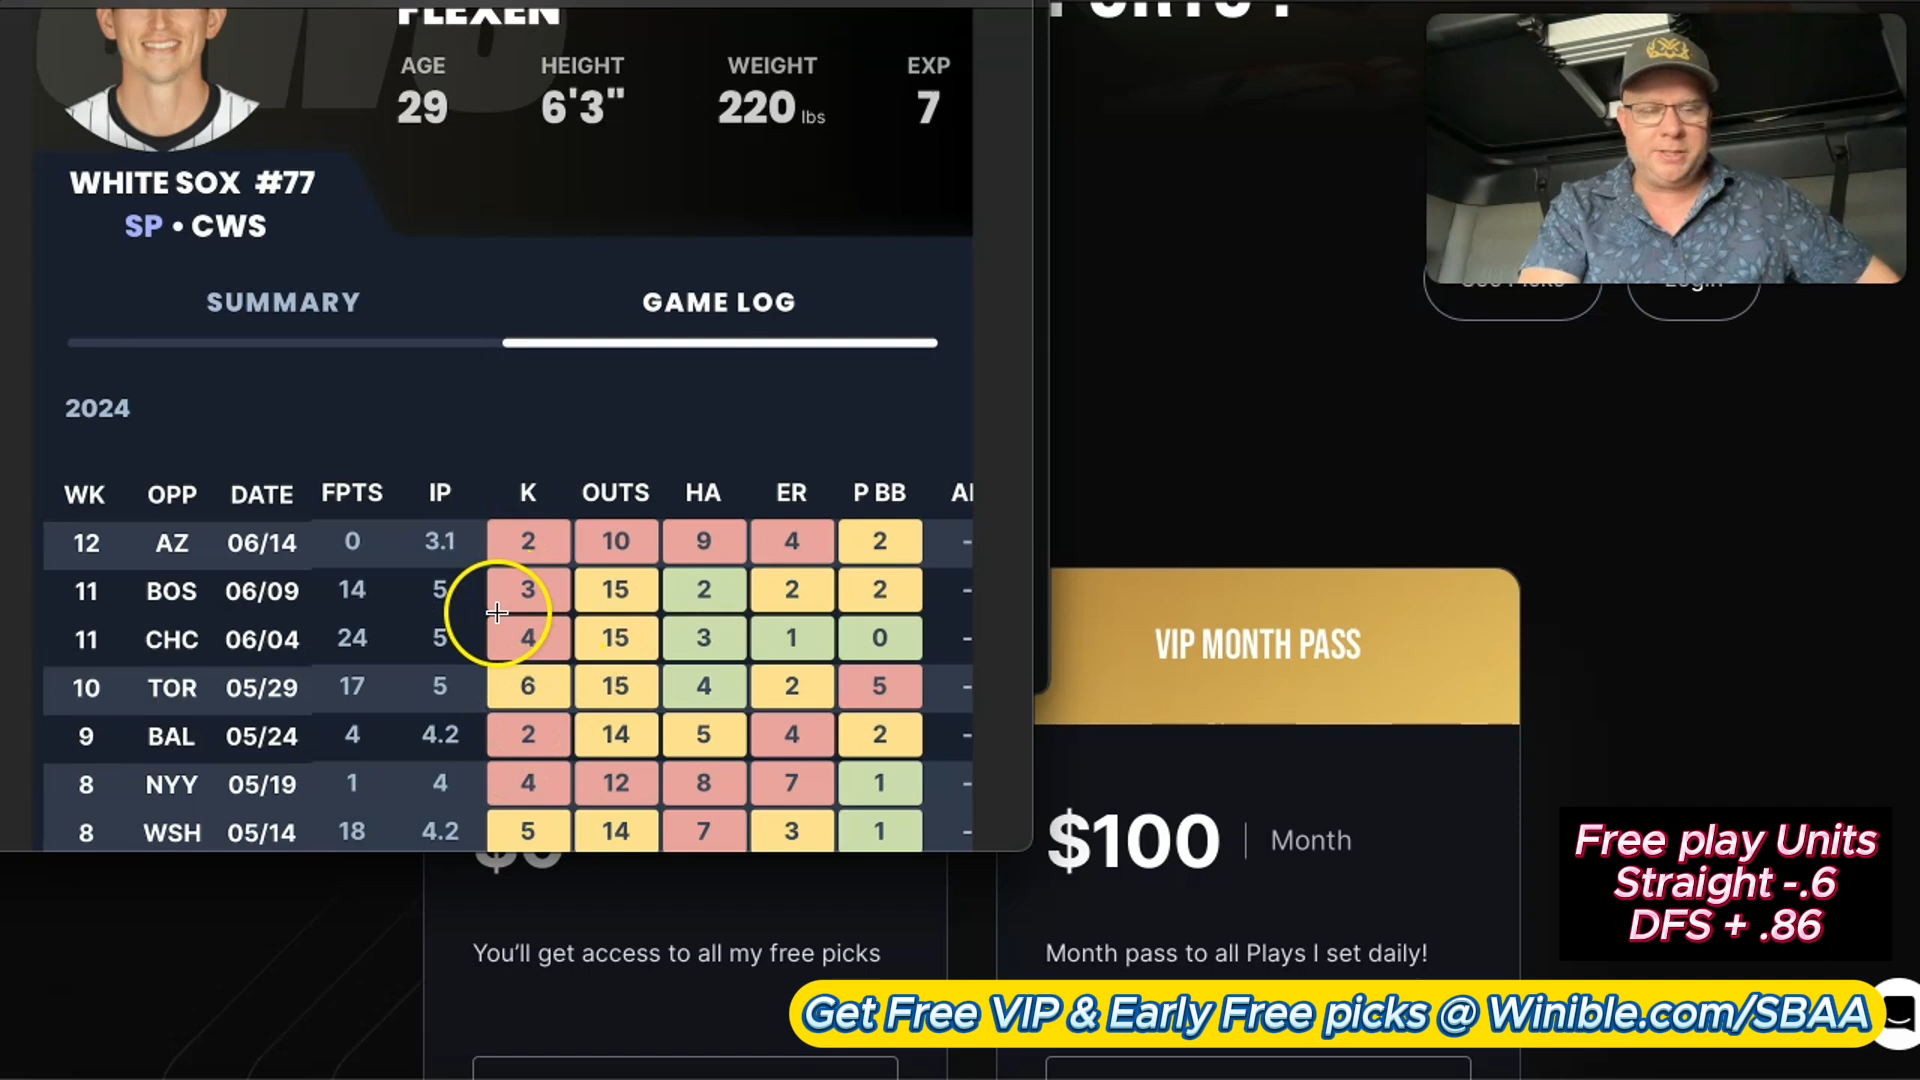 FLEXEN
AGE HEIGHT WEIGHT EXP
29 6'3" 220 lbs 7
WHITE SOX #77
SP • CWS
SUMMARY GAME LOG
2024
WK OPP DATE FPTS IP K OUTS HA ER P BB
12 AZ 06/14 0 3.1 2 10 9 4 2 -
11 BOS 06/09 14 5 3 15 2 2 2 -
11 CHC 06/04 24 5 4 15 3 1 0 -
10 TOR 05/29 17 5 6 15 4 2 5 -
9 BAL 05/24 4 4.2 2 14 5 4 2 -
8 NYY 05/19 1 4 4 12 8 7 1 -
8 WSH 05/14 18 4.2 5 14 7 3 1 -
VIP MONTH PASS
$100 | Month
You'll get access to all my free picks
Month pass to all Plays I set daily!
Free play Units
Straight -.6
DFS + .86
Get Free VIP & Early Free picks @ Winible.com/SBAA